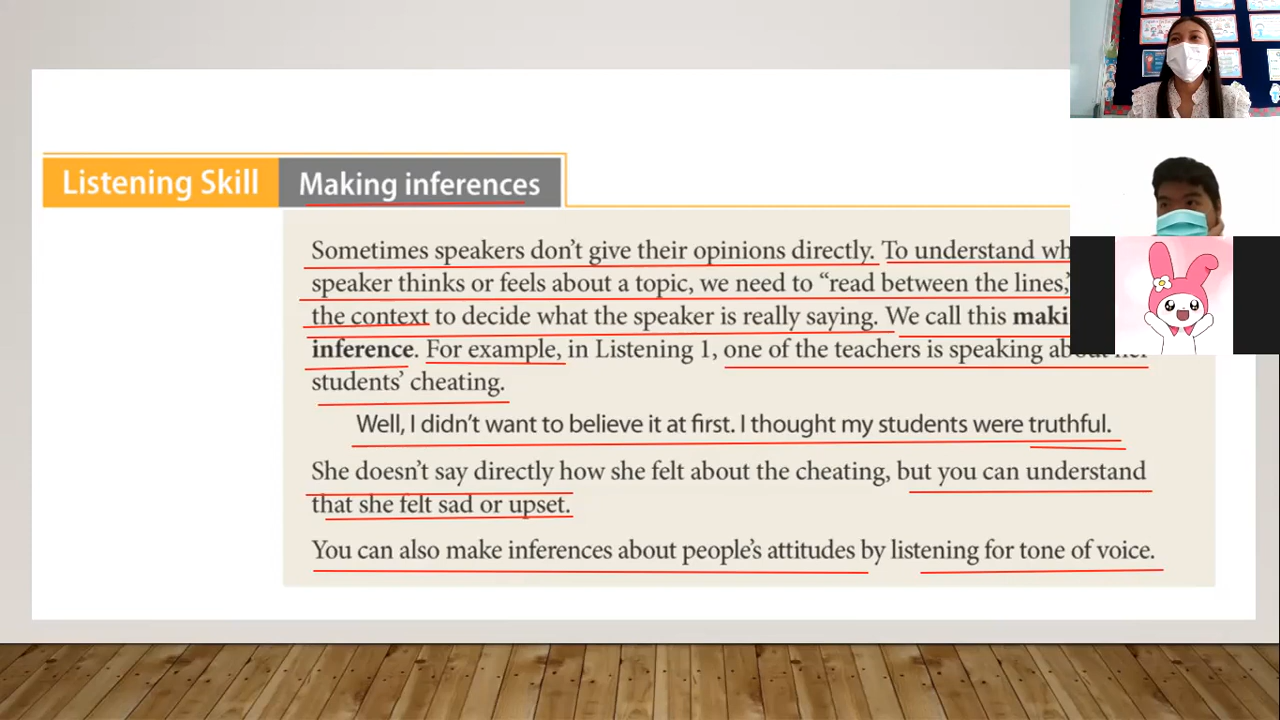 Listening Skill Making inferences
Sometimes speakers don't give their opinions directly. To understand
speaker thinks or feels about a topic, we need to “read between the lines,”
the context to decide what the speaker is really saying. We call this
inference. For example, in Listening 1, one of the teachers is speaking about her
students' cheating.
Well, I didn't want to believe it at first. I thought my students were truthful.
She doesn't say directly how she felt about the cheating, but you can understand
that she felt sad or upset.
You can also make inferences about people's attitudes by listening for tone of voice.